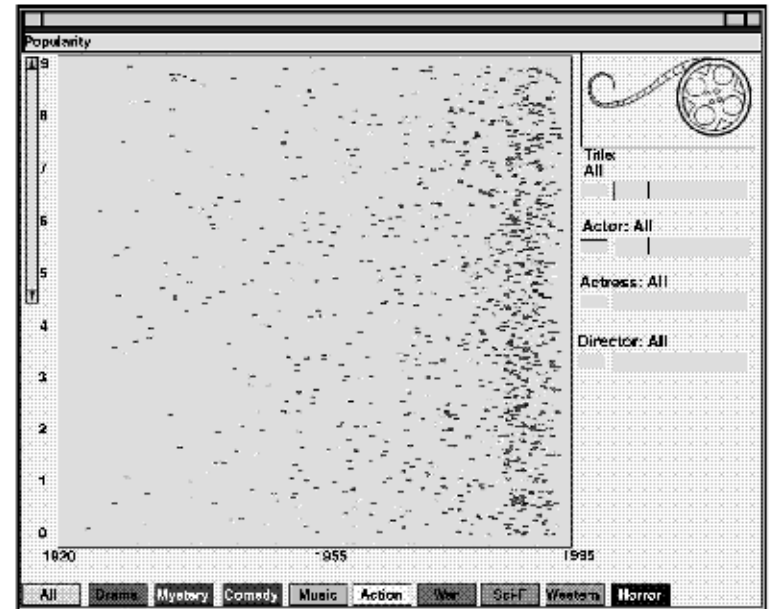 Popularity
9
8
7
6
5
4
3
2
1
0
1920 1955 1995
Title:
All
Actor: All
Actress: All
Director: All
All Drama Mystery Comedy Music Action War Sci-F Western Horror